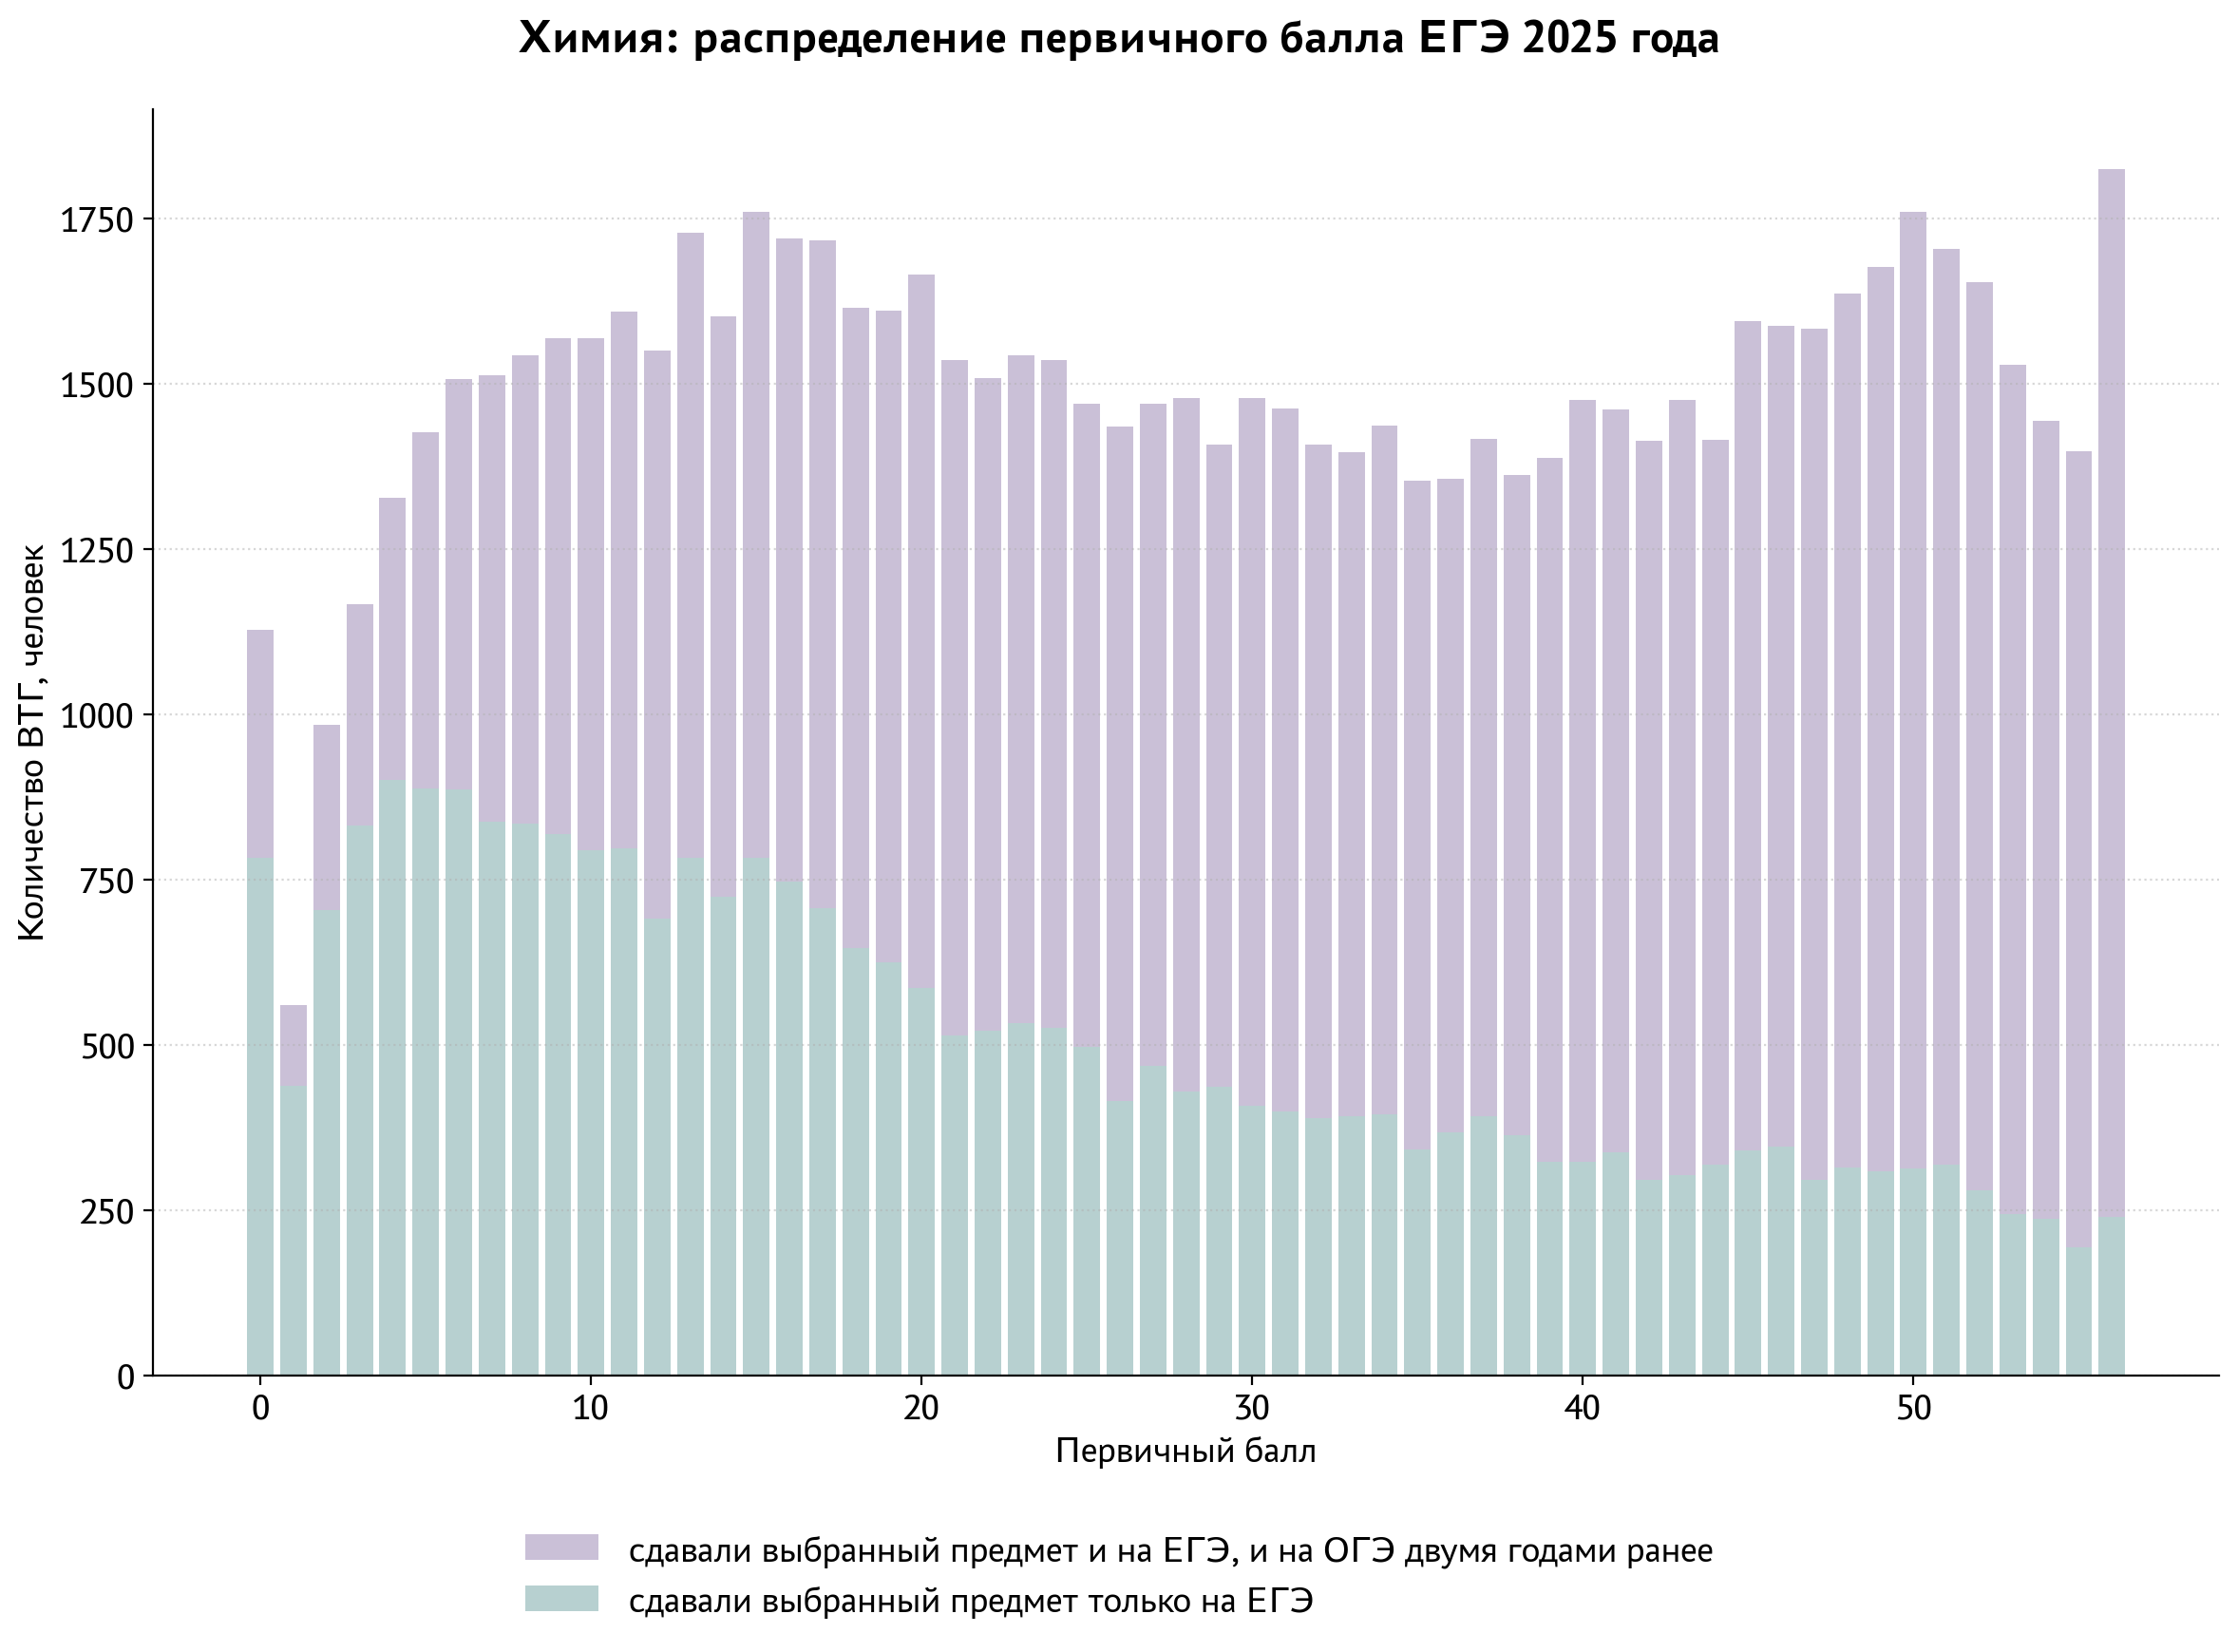 Химия: распределение первичного балла ЕГЭ 2025 года
Количество ВТГ, человек
1750
1500
1250
1000
750
500
250
0
0 10 20 30 40 50
Первичный балл
сдавали выбранный предмет и на ЕГЭ, и на ОГЭ двумя годами ранее
сдавали выбранный предмет только на ЕГЭ